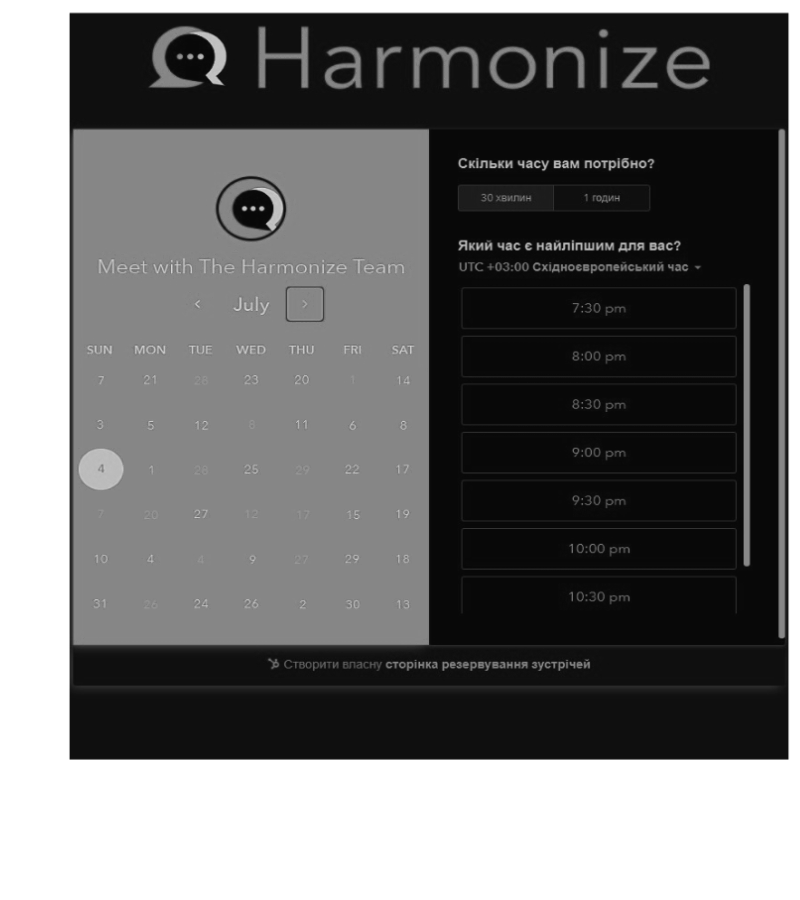 Harmonize
Meet with The Harmonize Team
< July >
SUN MON TUE WED THU FRI SAT
7 21 28 23 20 1 14
3 5 12 8 11 6 8
4 1 28 25 29 22 17
7 20 27 12 17 15 19
10 4 4 9 27 29 18
31 26 24 26 2 30 13
Скільки часу вам потрібно?
30 хвилин 1 годин
Який час є найліпшим для вас?
UTC +03:00 Східноєвропейський час
7:30 pm
8:00 pm
8:30 pm
9:00 pm
9:30 pm
10:00 pm
10:30 pm
Створити власну сторінка резервування зустрічей